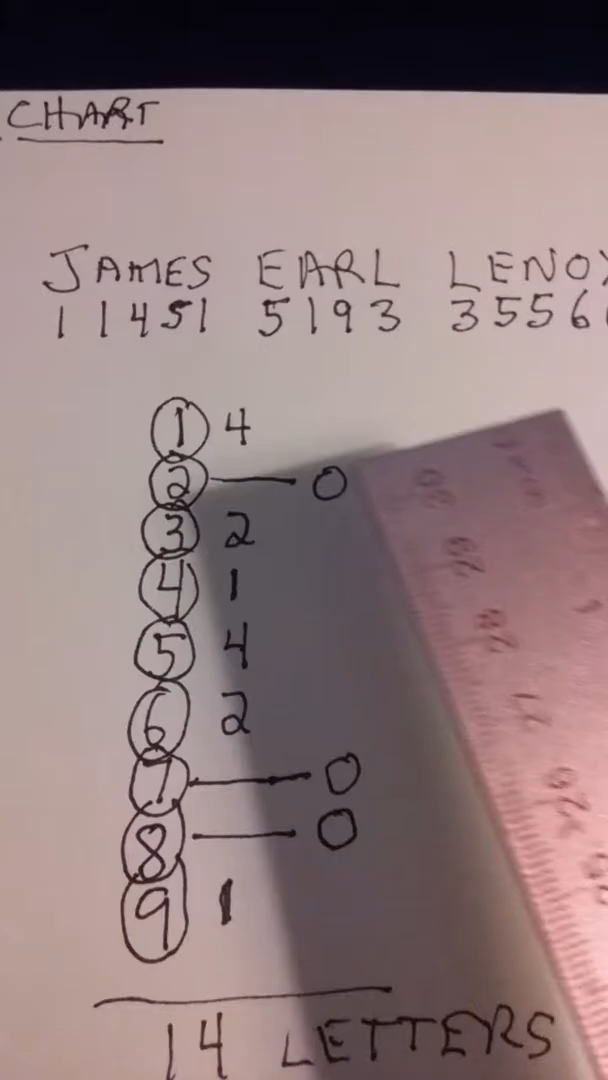 CHART
JAMES EARL LENOX
11451 5193 3556
1 4
2 — 0
3 2
4 1
5 4
6 2
7 — 0
8 — 0
9 1
14 LETTERS